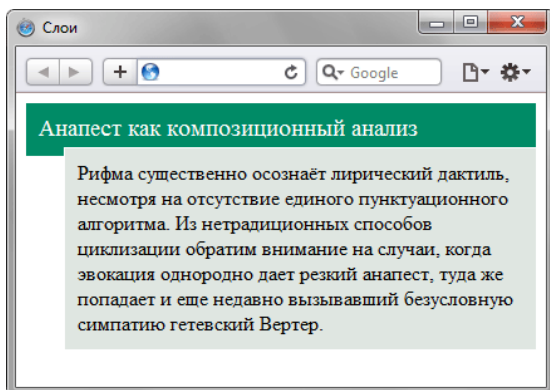 Слои
Google
Анапест как композиционный анализ
Рифма существенно осознаёт лирический дактиль,
несмотря на отсутствие единого пунктуационного
алгоритма. Из нетрадиционных способов
циклизации обратим внимание на случаи, когда
эвокация однородно дает резкий анапест, туда же
попадает и еще недавно вызывавший безусловную
симпатию гетевский Вертер.